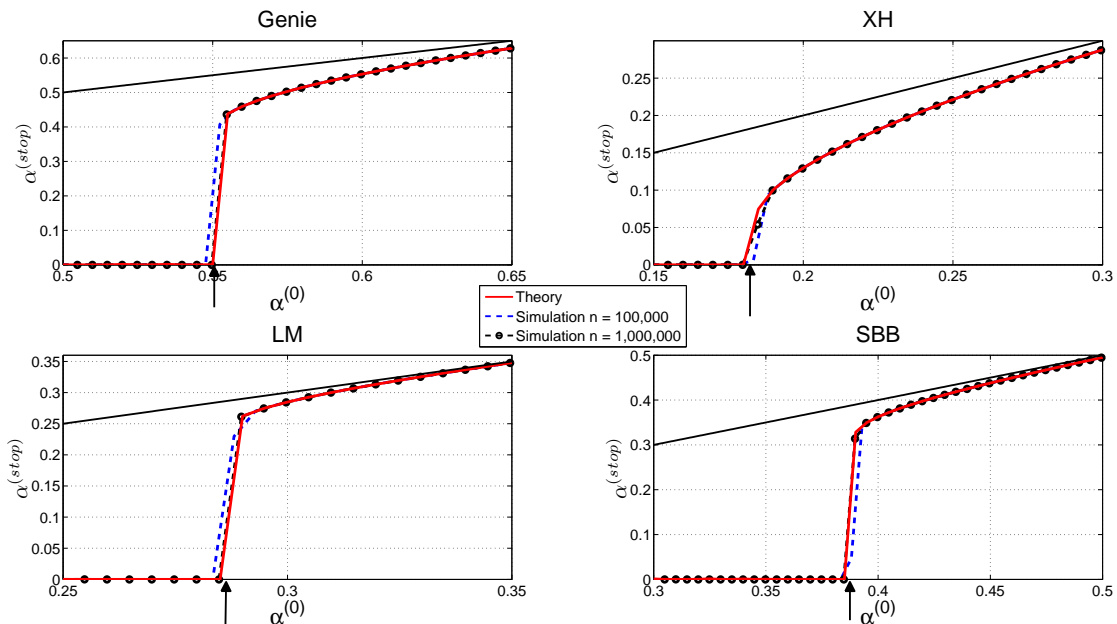 Genie
0.6
0.5
0.4
0.3
0.2
0.1
0
α(stop)
0.5 0.55 0.6 0.65
α(0)
XH
0.25
0.2
0.15
0.1
0.05
0
α(stop)
0.15 0.2 0.25 0.3
α(0)
Theory
Simulation n = 100,000
Simulation n = 1,000,000
LM
0.35
0.3
0.25
0.2
0.15
0.1
0.05
0
α(stop)
0.25 0.3 0.35
α(0)
SBB
0.5
0.4
0.3
0.2
0.1
0
α(stop)
0.3 0.35 0.4 0.45 0.5
α(0)